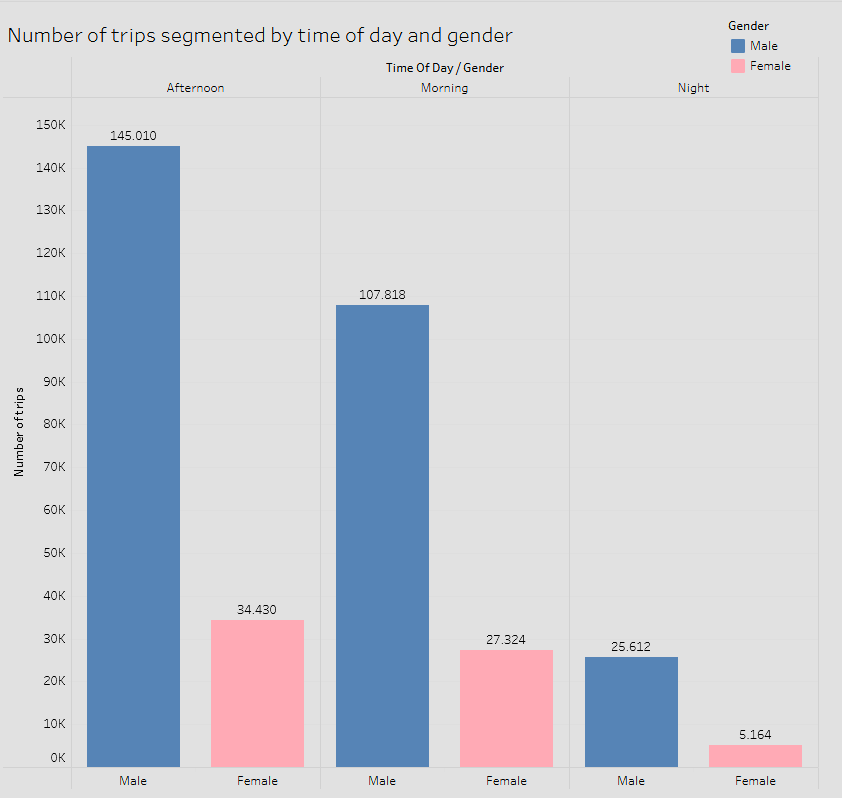 Number of trips segmented by time of day and gender
Gender
Male
Female
Time Of Day / Gender
Afternoon
Morning
Night
Number of trips
150K
140K
130K
120K
110K
100K
90K
80K
70K
60K
50K
40K
30K
20K
10K
0K
145.010
34.430
107.818
27.324
25.612
5.164
Male
Female
Male
Female
Male
Female